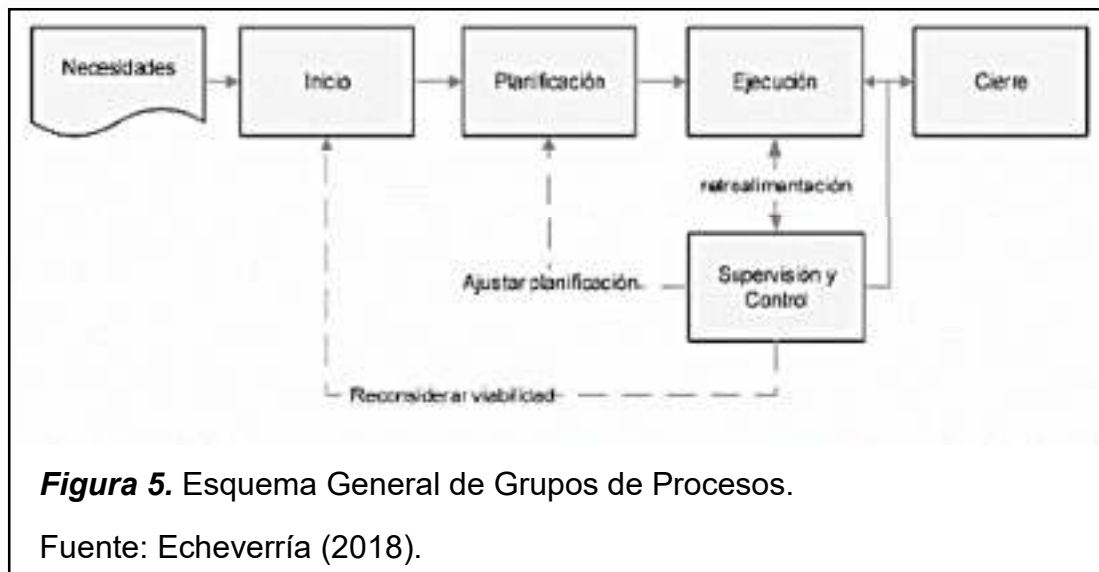 Necesidades
Inicio
Planificación
Ejecución
Cierre
retroalimentación
Ajustar planificación
Supervisión y
Control
Reconsiderar viabilidad
Figura 5. Esquema General de Grupos de Procesos.
Fuente: Echeverría (2018).